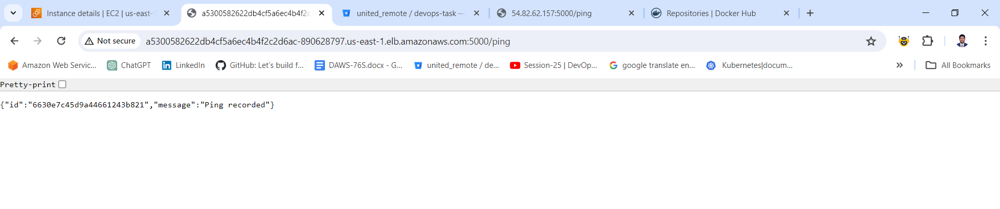 Instance details | EC2 | us-east-1
a5300582622db4cf5a6ec4b4f2c
united_remote / devops-task —
54.82.62.157:5000/ping
Repositories | Docker Hub
Not secure
a5300582622db4cf5a6ec4b4f2c2d6ac-890628797.us-east-1.elb.amazonaws.com:5000/ping
Amazon Web Servic...
ChatGPT
LinkedIn
GitHub: Let's build f...
DAWS-76S.docx - G...
united_remote / de...
Session-25 | DevOp...
google translate en...
Kubernetes|docum...
All Bookmarks
Pretty-print
{"id":"6630e7c45d9a44661243b821","message":"Ping recorded"}